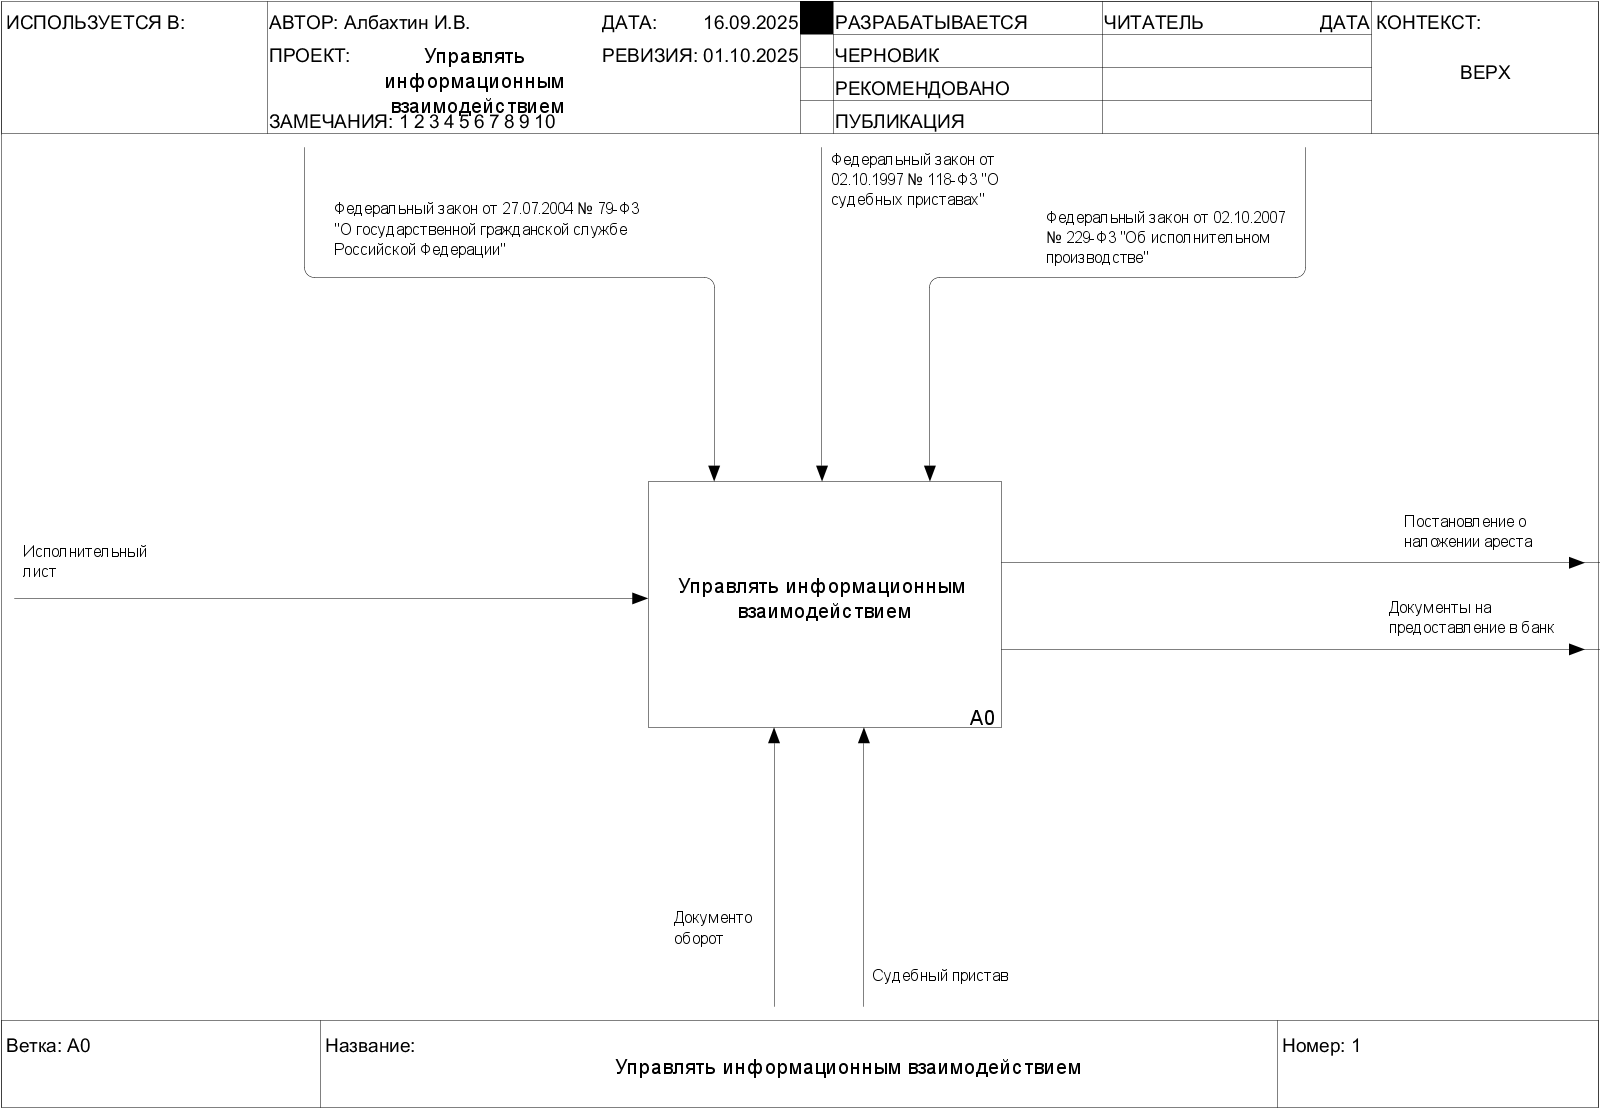 ИСПОЛЬЗУЕТСЯ В:
АВТОР: Албахтин И.В.
ДАТА: 16.09.2025
ПРОЕКТ: Управлять
информационным
взаимодействием
РЕВИЗИЯ: 01.10.2025
ЗАМЕЧАНИЯ: 1 2 3 4 5 6 7 8 9 10
РАЗРАБАТЫВАЕТСЯ
ЧЕРНОВИК
РЕКОМЕНДОВАНО
ПУБЛИКАЦИЯ
ЧИТАТЕЛЬ ДАТА
КОНТЕКСТ:
ВЕРХ
Федеральный закон от 27.07.2004 № 79-ФЗ
"О государственной гражданской службе
Российской Федерации"
Федеральный закон от
02.10.1997 № 118-ФЗ "О
судебных приставах"
Федеральный закон от 02.10.2007
№ 229-ФЗ "Об исполнительном
производстве"
Исполнительный
лист
Управлять информационным
взаимодействием
A0
Постановление о
наложении ареста
Документы на
предоставление в банк
Документо
оборот
Судебный пристав
Ветка: A0
Название:
Управлять информационным взаимодействием
Номер: 1